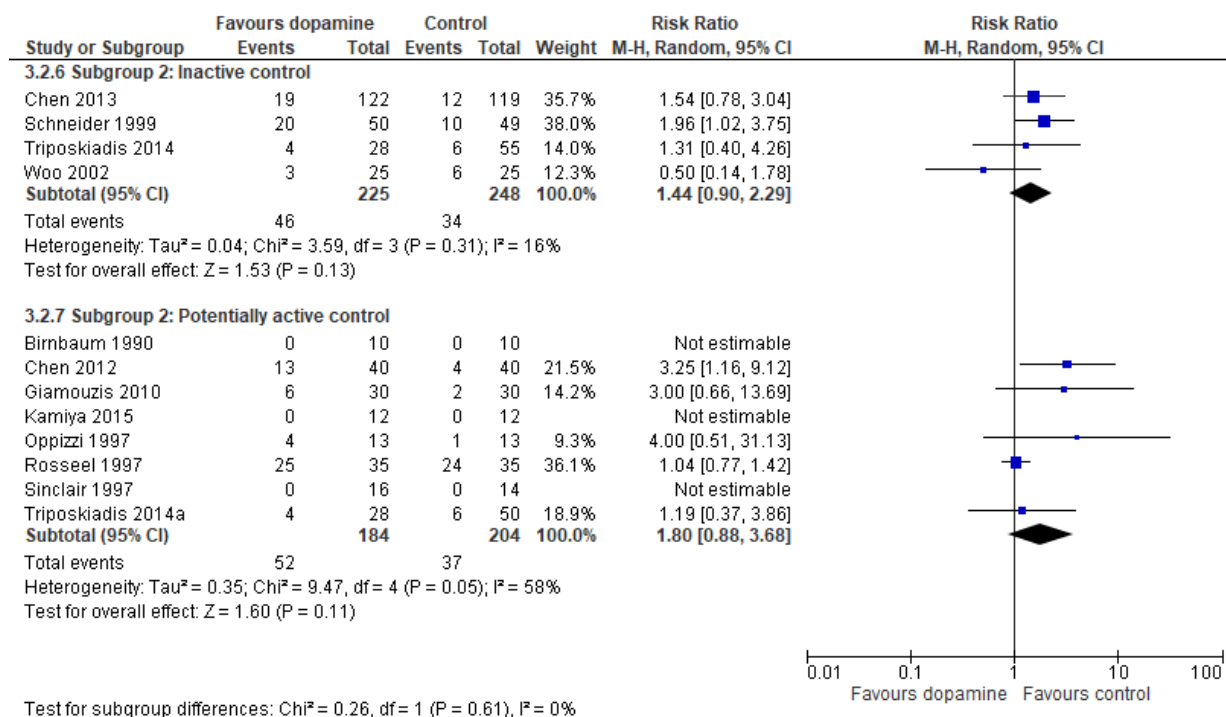 Favours dopamine Control Risk Ratio Risk Ratio
Study or Subgroup Events Total Events Total Weight M-H, Random, 95% CI M-H, Random, 95% CI
3.2.6 Subgroup 2: Inactive control
Chen 2013 19 122 12 119 35.7% 1.54 [0.78, 3.04]
Schneider 1999 20 50 10 49 38.0% 1.96 [1.02, 3.75]
Triposkiadis 2014 4 28 6 55 14.0% 1.31 [0.40, 4.26]
Woo 2002 3 25 6 25 12.3% 0.50 [0.14, 1.78]
Subtotal (95% CI) 225 248 100.0% 1.44 [0.90, 2.29]
Total events 46 34
Heterogeneity: Tau² = 0.04; Chi² = 3.59, df = 3 (P = 0.31); I² = 16%
Test for overall effect: Z = 1.53 (P = 0.13)
3.2.7 Subgroup 2: Potentially active control
Birnbaum 1990 0 10 0 10 Not estimable
Chen 2012 13 40 4 40 21.5% 3.25 [1.16, 9.12]
Giamouzis 2010 6 30 2 30 14.2% 3.00 [0.66, 13.69]
Kamiya 2015 0 12 0 12 Not estimable
Oppizzi 1997 4 13 1 13 9.3% 4.00 [0.51, 31.13]
Rosseel 1997 25 35 24 35 36.1% 1.04 [0.77, 1.42]
Sinclair 1997 0 16 0 14 Not estimable
Triposkiadis 2014a 4 28 6 50 18.9% 1.19 [0.37, 3.86]
Subtotal (95% CI) 184 204 100.0% 1.80 [0.88, 3.68]
Total events 52 37
Heterogeneity: Tau² = 0.35; Chi² = 9.47, df = 4 (P = 0.05); I² = 58%
Test for overall effect: Z = 1.60 (P = 0.11)
0.01 0.1 1 10 100
Favours dopamine Favours control
Test for subgroup differences: Chi² = 0.26, df = 1 (P = 0.61), I² = 0%